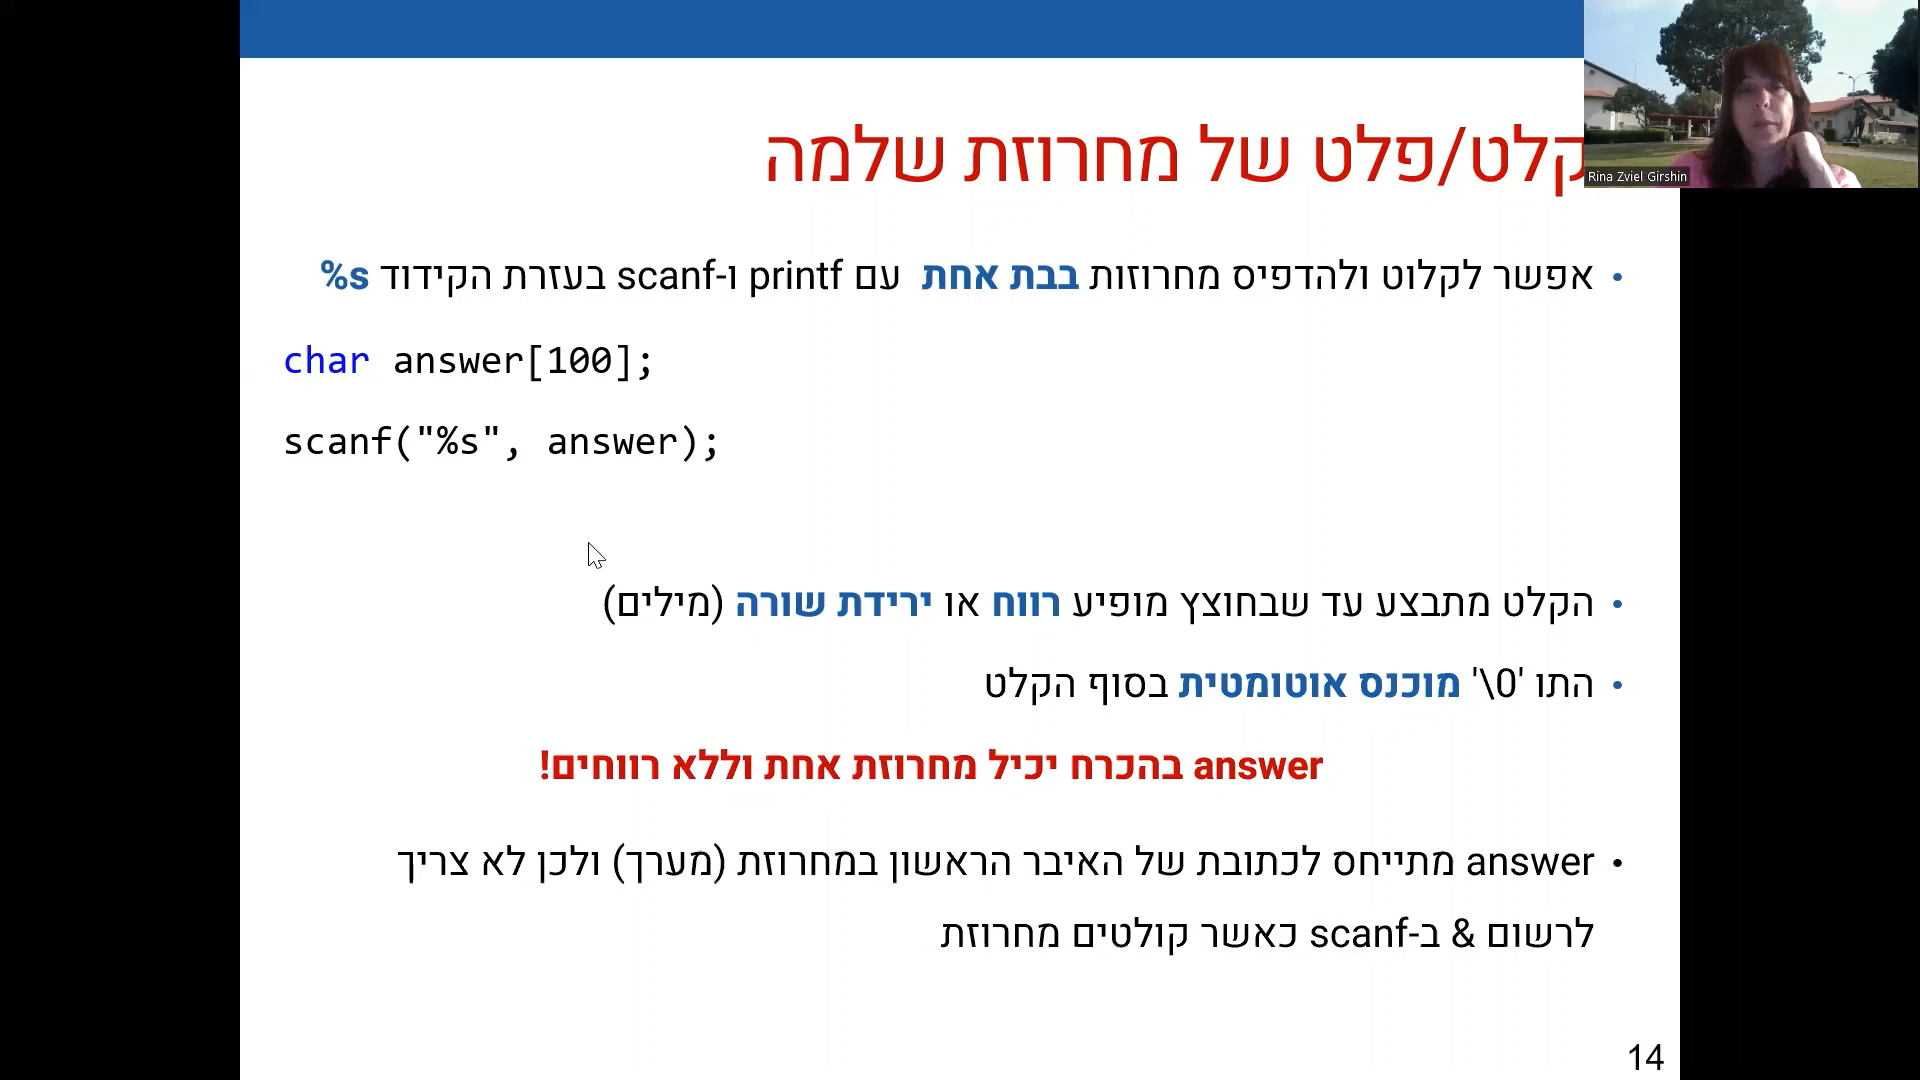 קלט/פלט של מחרוזת שלמה
Rina Zviel Girshin
• אפשר לקלוט ולהדפיס מחרוזות בבת אחת עם printf ו-scanf בעזרת הקידוד %s
char answer[100];
scanf("%s", answer);
• הקלט מתבצע עד שבחוצץ מופיע רווח או ירידת שורה (מילים)
• התו '\0' מוכנס אוטומטית בסוף הקלט
answer בהכרח יכיל מחרוזת אחת וללא רווחים!
• answer מתייחס לכתובת של האיבר הראשון במחרוזת (מערך) ולכן לא צריך
לרשום & ב-scanf כאשר קולטים מחרוזת
14